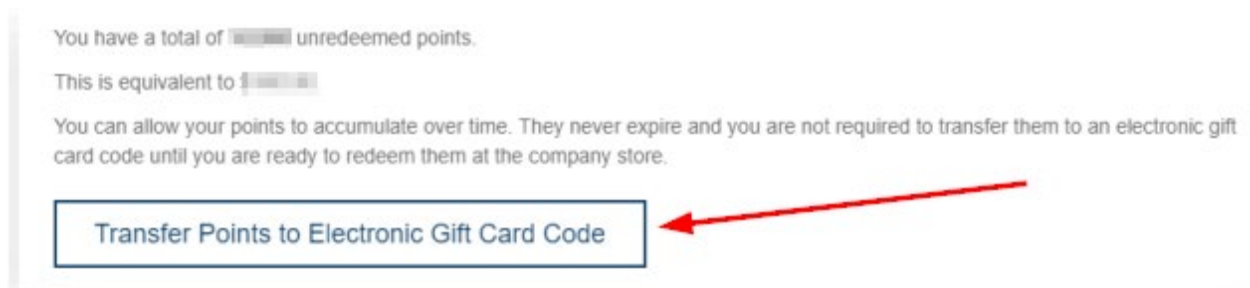 You have a total of unredeemed points.
This is equivalent to
You can allow your points to accumulate over time. They never expire and you are not required to transfer them to an electronic gift
card code until you are ready to redeem them at the company store.
Transfer Points to Electronic Gift Card Code